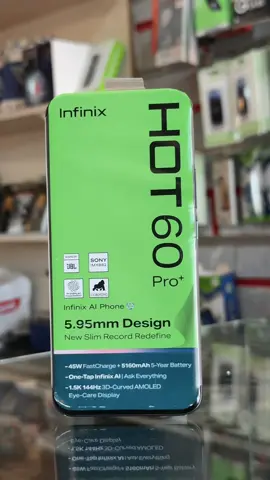 Infinix
HOT 60
Pro+
JBL
SONY
Infinix AI Phone
5.95mm Design
New Slim Record Redefine
-45W FastCharge + 5160mAh 5-Year Battery
-One-Tap Infinix AI | Ask Everything
-1.5K 144Hz 3D-Curved AMOLED
Eye-Care Display